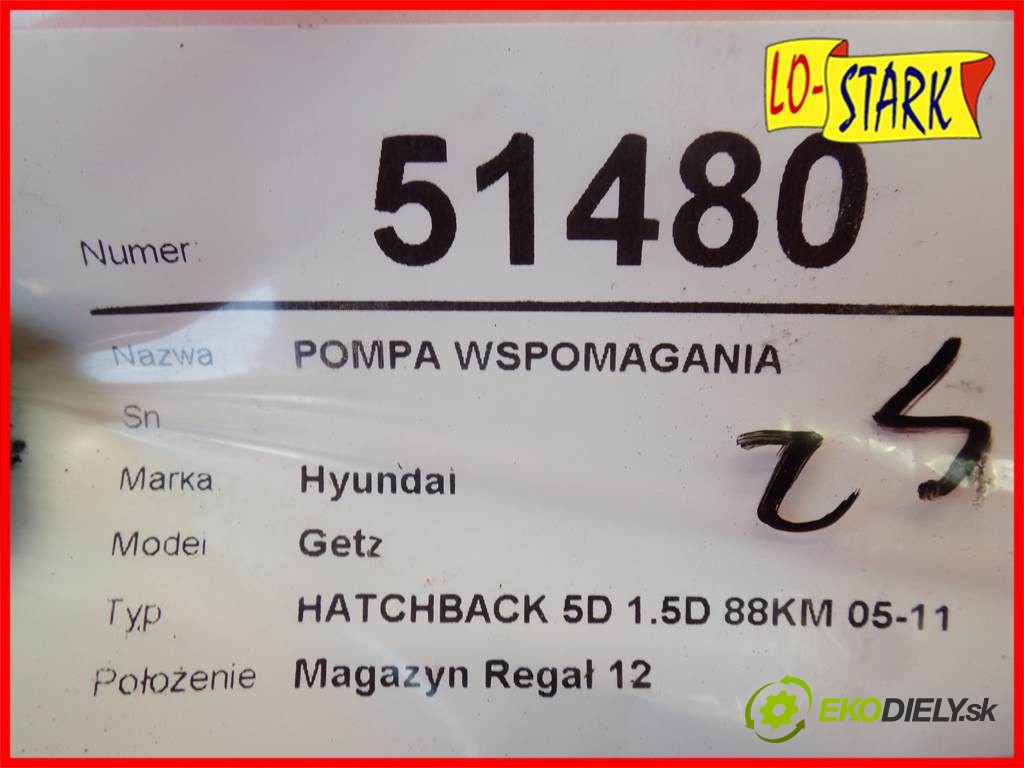 LO-STARK
Numer: 51480
Nazwa POMPA WSPOMAGANIA
Sn
Marka Hyundai
Model Getz
Typ HATCHBACK 5D 1.5D 88KM 05-11
Położenie Magazyn Regał 12
EKODIELY.sk